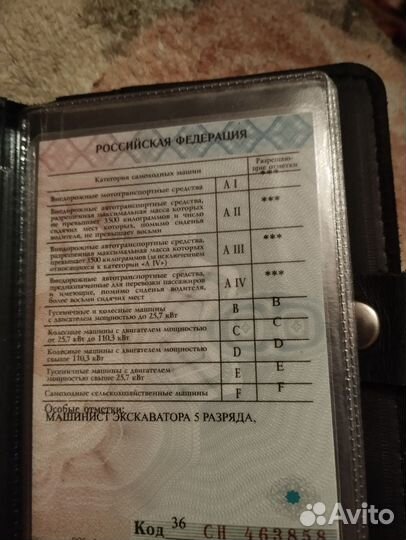 РОССИЙСКАЯ ФЕДЕРАЦИЯ
Категория самоходных машин
Разрешаю-
щие отметки
Внедорожные мототранспортные средства
A I
***
Внедорожные автотранспортные средства,
разрешенная максимальная масса которых
не превышает 3500 килограммов и число
сидячих мест которых, помимо сиденья
водителя, не превышает восьми
A II
***
Внедорожные автотранспортные средства,
разрешенная максимальная масса которых
превышает 3500 килограммов (за исключением
относящихся к категории «A IV»)
A III
***
Внедорожные автотранспортные средства,
предназначенные для перевозки пассажиров
и имеющие, помимо сиденья водителя,
более восьми сидячих мест
A IV
***
Гусеничные и колесные машины
с двигателем мощностью до 25,7 кВт
B
B
Колесные машины с двигателем мощностью
от 25,7 кВт до 110,3 кВт
C
C
Колесные машины с двигателем мощностью
свыше 110,3 кВт
D
D
Гусеничные машины с двигателем
мощностью свыше 25,7 кВт
E
E
Самоходные сельскохозяйственные машины
F
F
Особые отметки:
МАШИНИСТ ЭКСКАВАТОРА 5 РАЗРЯДА,
Код 36 СН 463858
Avito